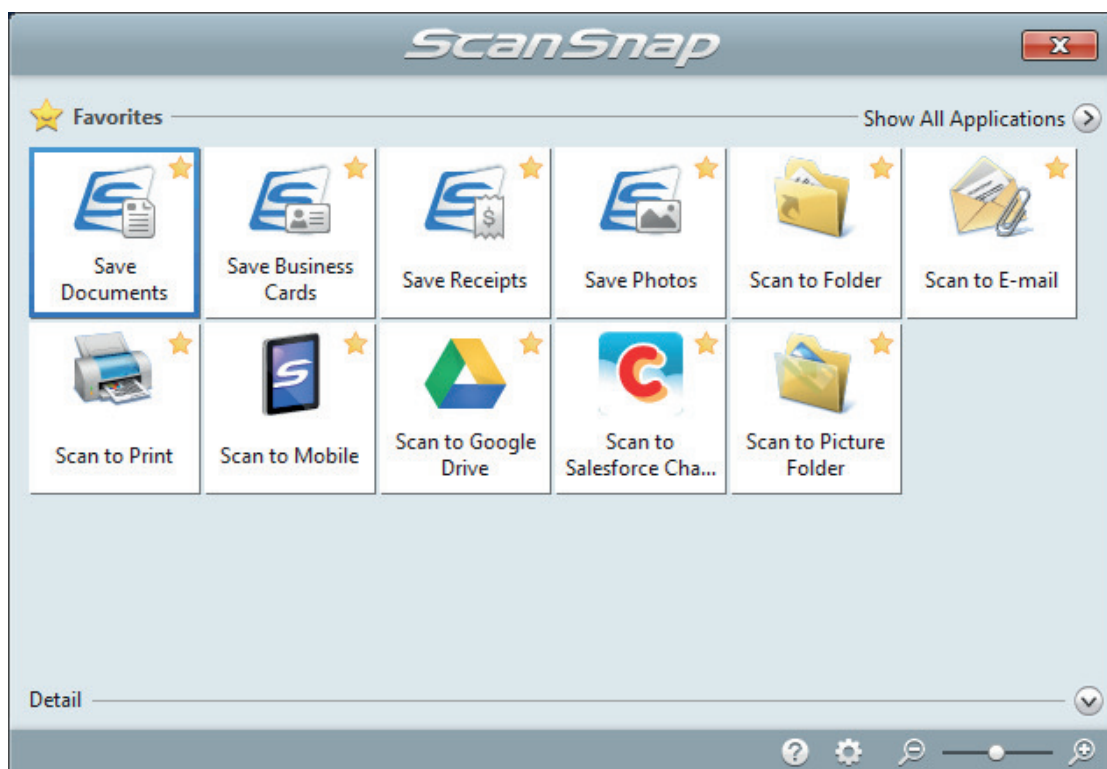 ScanSnap
Favorites
Show All Applications
Save
Documents
Save Business
Cards
Save Receipts
Save Photos
Scan to Folder
Scan to E-mail
Scan to Print
Scan to Mobile
Scan to Google
Drive
Scan to
Salesforce Cha...
Scan to Picture
Folder
Detail